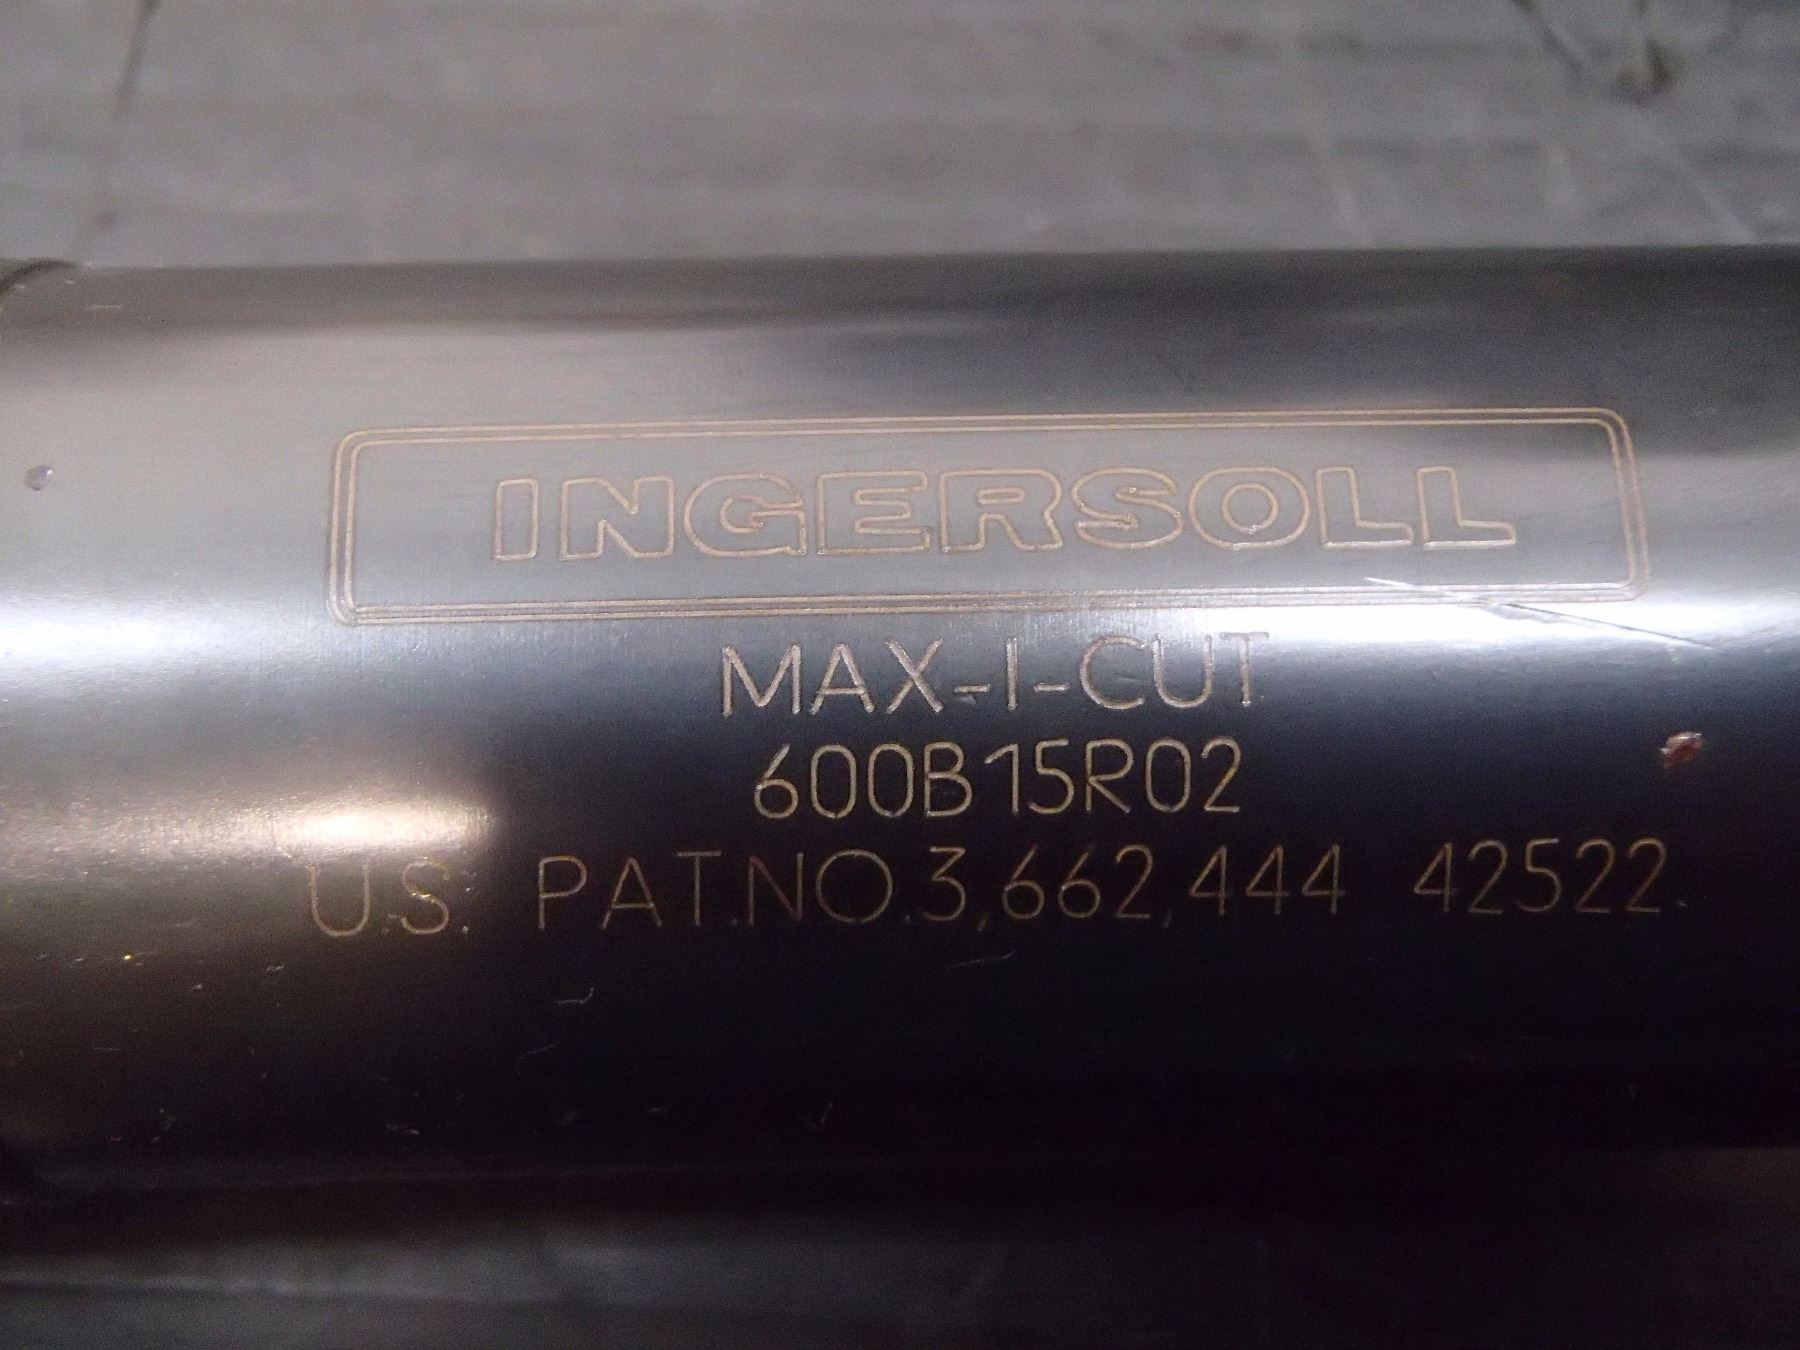 INGERSOLL
MAX-I-CUT
600B15R02
U.S. PAT.NO.3,662,444 42522